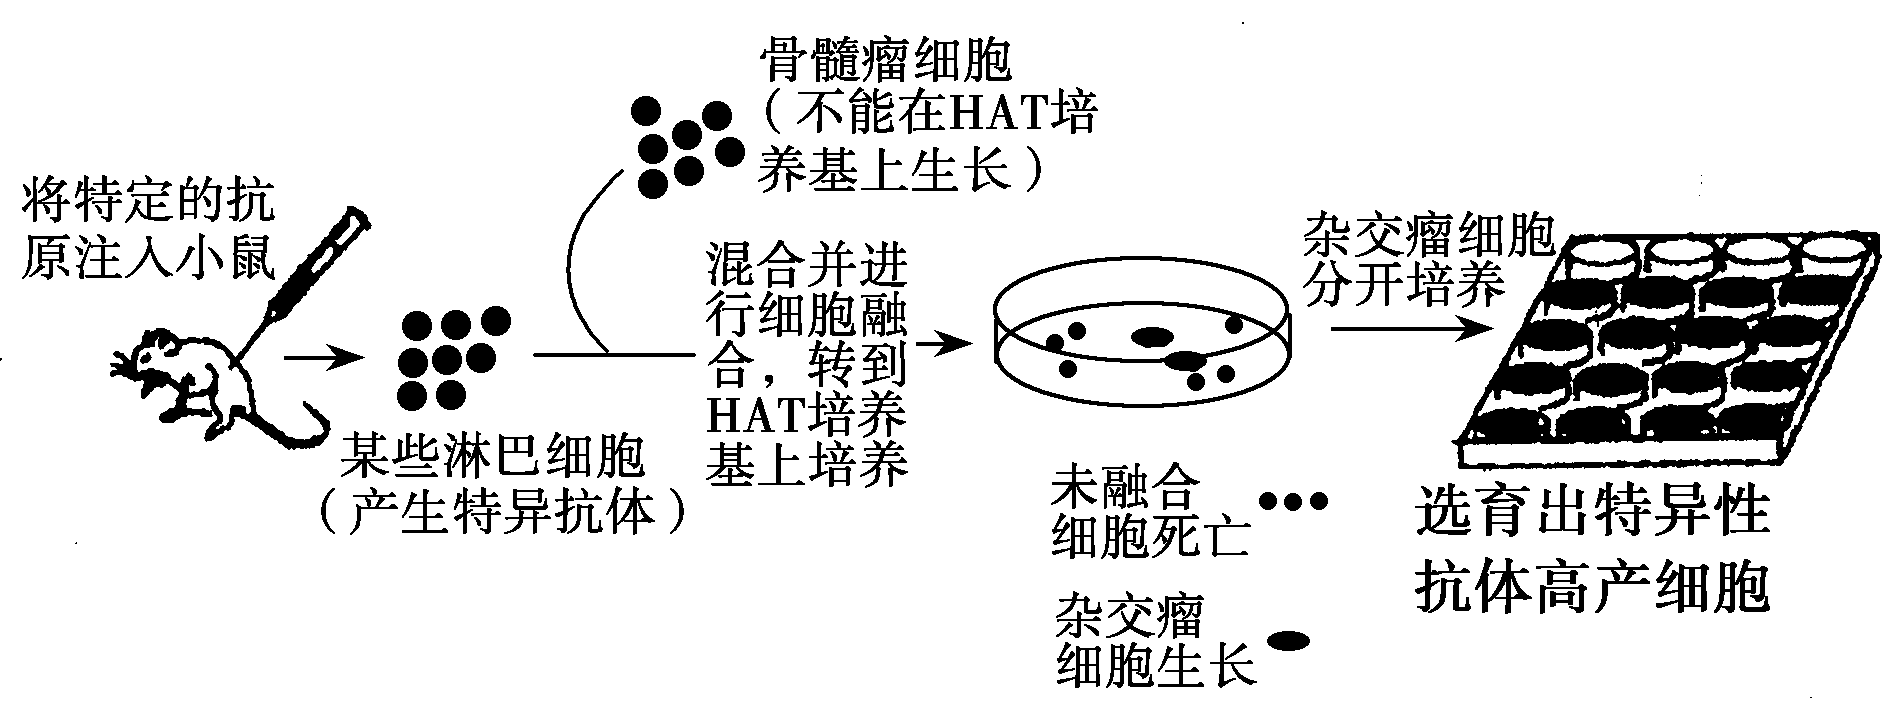 将特定的抗
原注入小鼠
某些淋巴细胞
（产生特异抗体）
骨髓瘤细胞
（不能在HAT培
养基上生长）
混合并进
行细胞融
合，转到
HAT培养
基上培养
未融合
细胞死亡
杂交瘤
细胞生长
杂交瘤细胞
分开培养
选育出特异性
抗体高产细胞